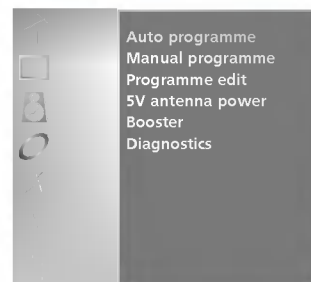 Auto programme
Manual programme
Programme edit
5V antenna power
Booster
Diagnostics